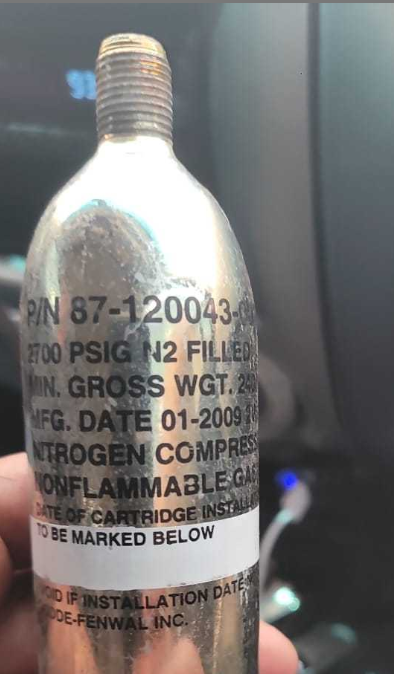 P/N 87-120043-
2700 PSIG N2 FILLED
MIN. GROSS WGT.
MFG. DATE 01-2009
NITROGEN COMPRESS
NONFLAMMABLE GAS
DATE OF CARTRIDGE INSTALL
TO BE MARKED BELOW
VOID IF INSTALLATION DATE
-FENWAL INC.